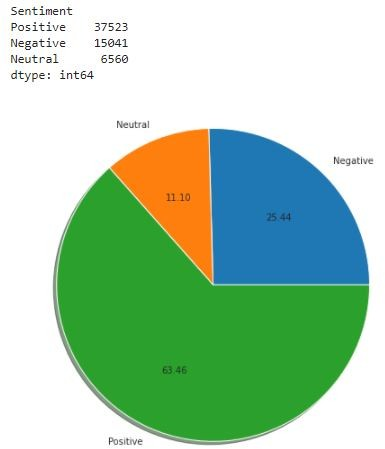 Sentiment
Positive 37523
Negative 15041
Neutral 6560
dtype: int64
Neutral
Negative
11.10
25.44
63.46
Positive